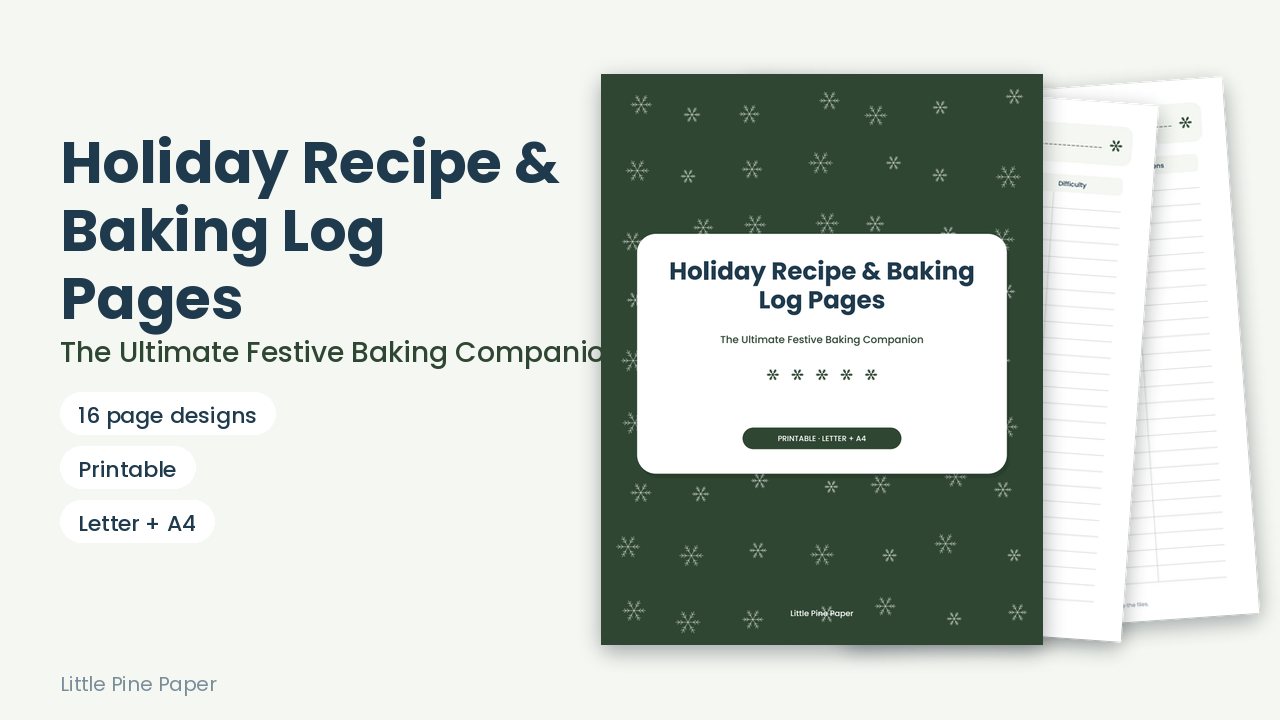 Holiday Recipe &
Baking Log
Pages
The Ultimate Festive Baking
16 page designs
Printable
Letter + A4
Little Pine Paper
Holiday Recipe & Baking
Log Pages
The Ultimate Festive Baking Companion
PRINTABLE · LETTER + A4
Little Pine Paper
Difficulty